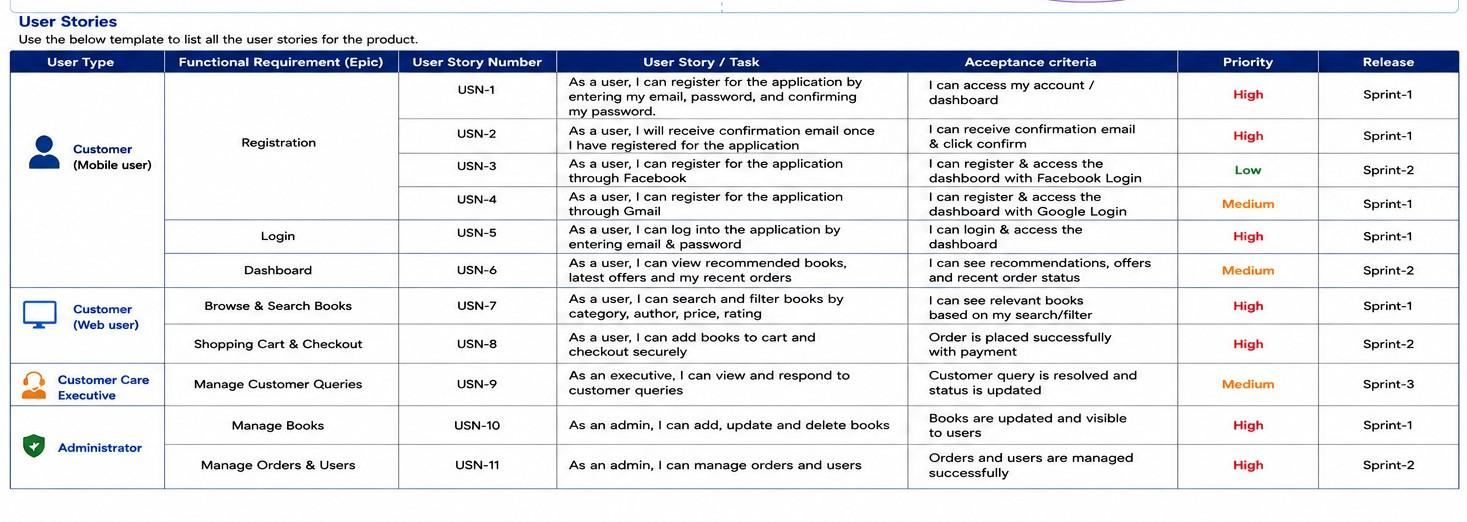 User Stories
Use the below template to list all the user stories for the product.
User Type
Functional Requirement (Epic)
User Story Number
User Story / Task
Acceptance criteria
Priority
Release
Customer
(Mobile user)
Registration
USN-1
As a user, I can register for the application by
entering my email, password, and confirming
my password.
I can access my account /
dashboard
High
Sprint-1
USN-2
As a user, I will receive confirmation email once
I have registered for the application
I can receive confirmation email
& click confirm
High
Sprint-1
USN-3
As a user, I can register for the application
through Facebook
I can register & access the
dashboard with Facebook Login
Low
Sprint-2
USN-4
As a user, I can register for the application
through Gmail
I can register & access the
dashboard with Google Login
Medium
Sprint-1
Login
USN-5
As a user, I can log into the application by
entering email & password
I can login & access the
dashboard
High
Sprint-1
Dashboard
USN-6
As a user, I can view recommended books,
latest offers and my recent orders
I can see recommendations, offers
and recent order status
Medium
Sprint-2
Customer
(Web user)
Browse & Search Books
USN-7
As a user, I can search and filter books by
category, author, price, rating
I can see relevant books
based on my search/filter
High
Sprint-1
Shopping Cart & Checkout
USN-8
As a user, I can add books to cart and
checkout securely
Order is placed successfully
with payment
High
Sprint-2
Customer Care
Executive
Manage Customer Queries
USN-9
As an executive, I can view and respond to
customer queries
Customer query is resolved and
status is updated
Medium
Sprint-3
Administrator
Manage Books
USN-10
As an admin, I can add, update and delete books
Books are updated and visible
to users
High
Sprint-1
Manage Orders & Users
USN-11
As an admin, I can manage orders and users
Orders and users are managed
successfully
High
Sprint-2